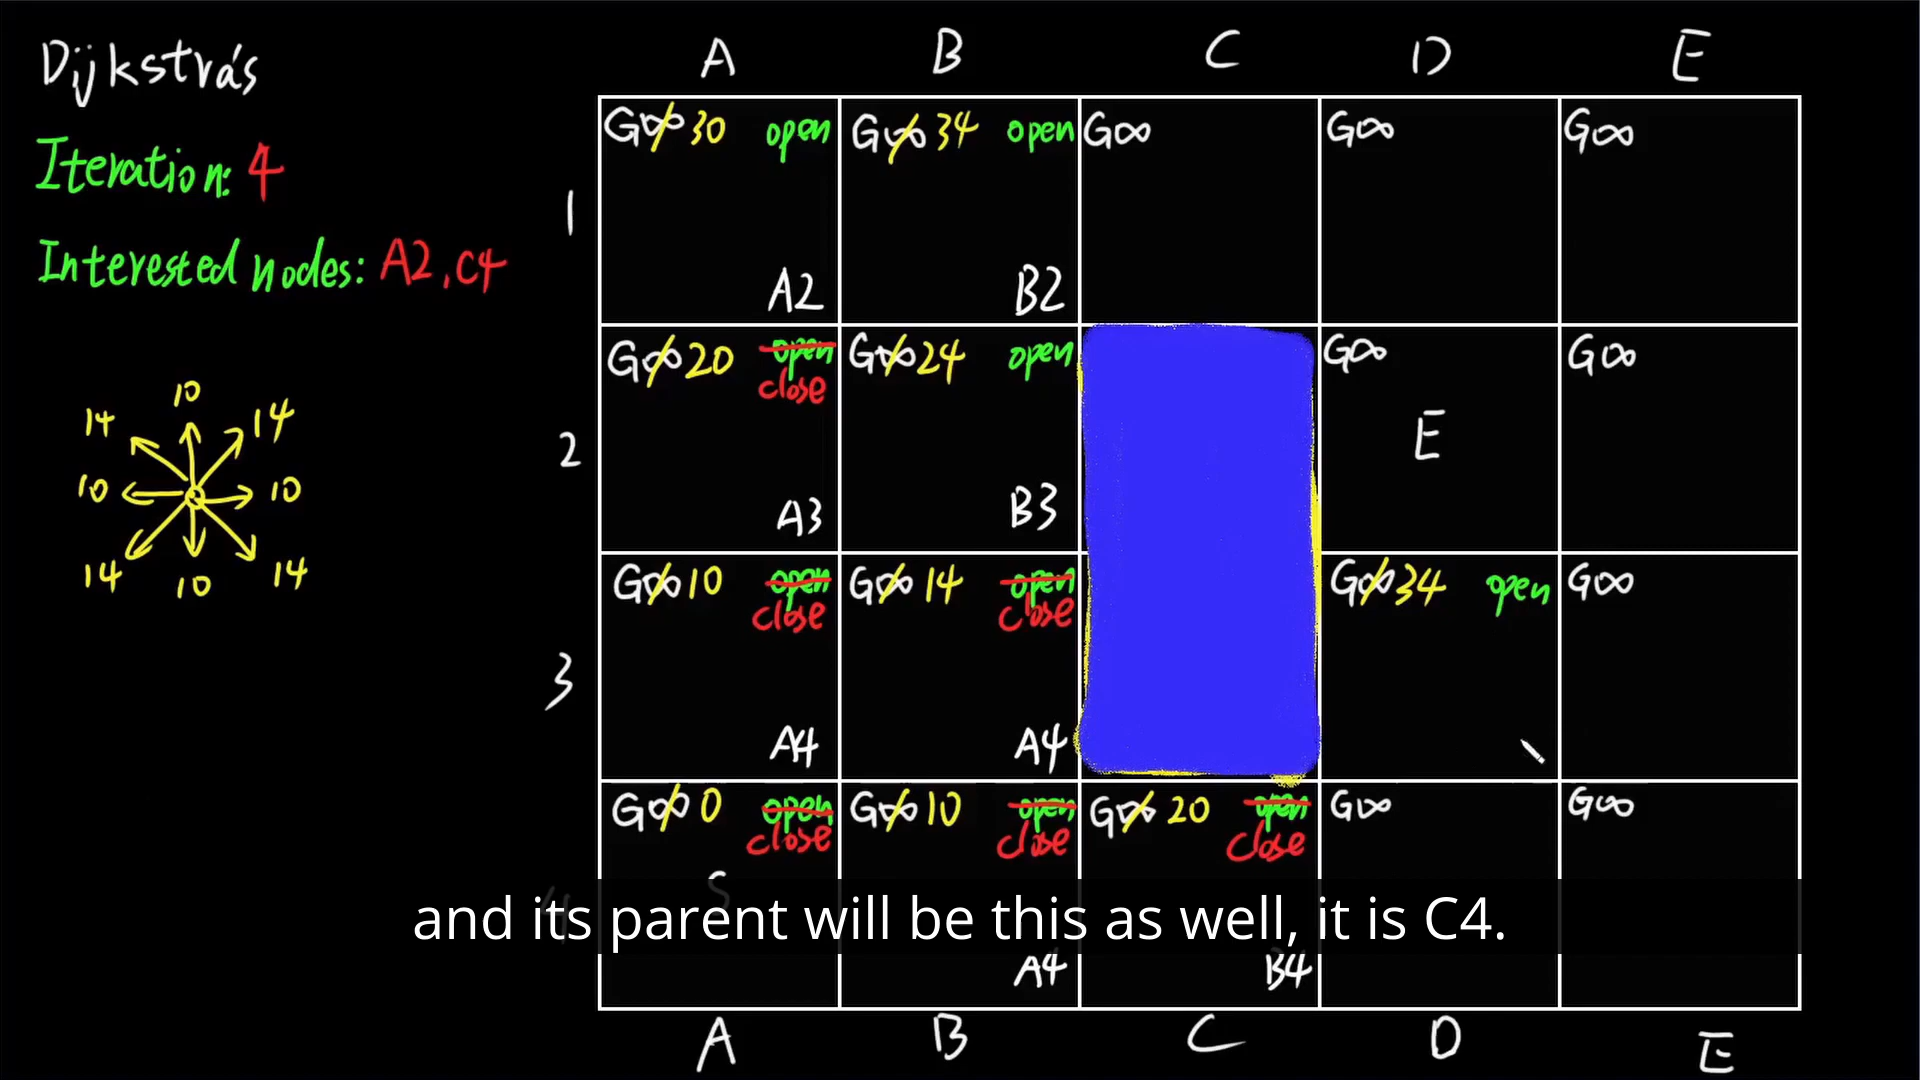 Dijkstra's
Iteration: 4
Interested nodes: A2, C4
10
14 14
10 10
14 10 14
A B C D E
1
G∞ 30 open G∞ 34 open G∞ G∞ G∞
A2 B2
2
G∞ 20 open G∞ 24 open G∞ G∞
close
E
A3 B3
3
G∞ 10 open G∞ 14 open G∞ 34 open G∞
close close
A4 A4
G∞ 0 open G∞ 10 open G∞ 20 open G∞ G∞
close close close
S
and its parent will be this as well, it is C4.
A4 B4
A B C D E